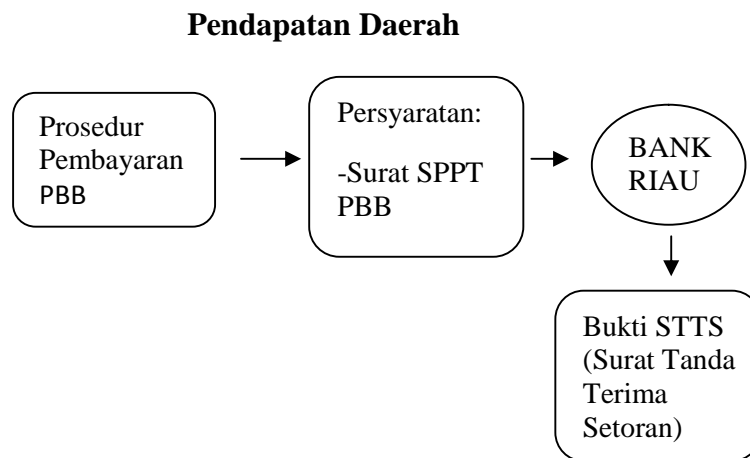 Pendapatan Daerah
Prosedur
Pembayaran
PBB
Persyaratan:
-Surat SPPT
PBB
BANK
RIAU
Bukti STTS
(Surat Tanda
Terima
Setoran)